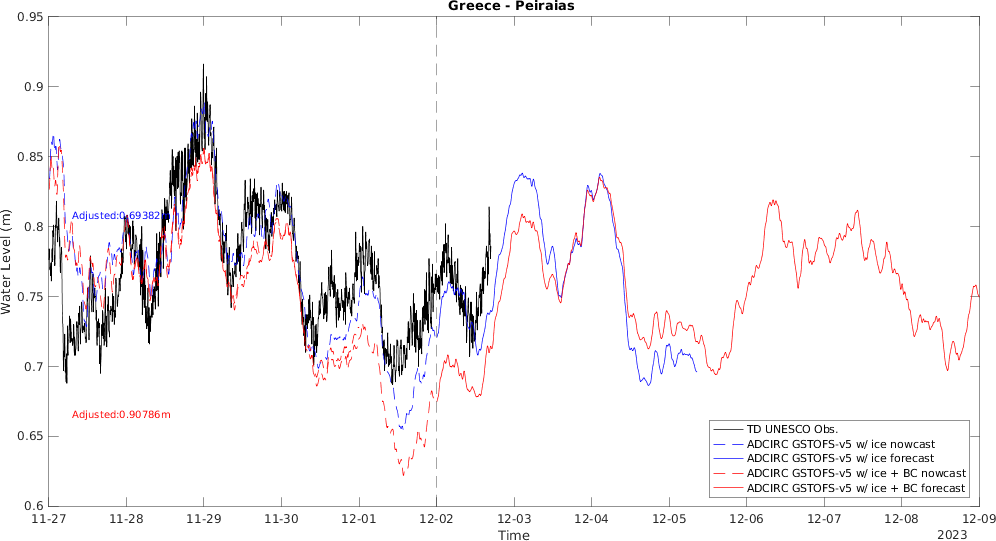 Greece - Peiraias
Water Level (m)
0.95
0.9
0.85
0.8
0.75
0.7
0.65
0.6
Adjusted:0.69382m
Adjusted:0.90786m
TD UNESCO Obs.
ADCIRC GSTOFS-v5 w/ ice nowcast
ADCIRC GSTOFS-v5 w/ ice forecast
ADCIRC GSTOFS-v5 w/ ice + BC nowcast
ADCIRC GSTOFS-v5 w/ ice + BC forecast
11-27 11-28 11-29 11-30 12-01 12-02 12-03 12-04 12-05 12-06 12-07 12-08 12-09
Time
2023